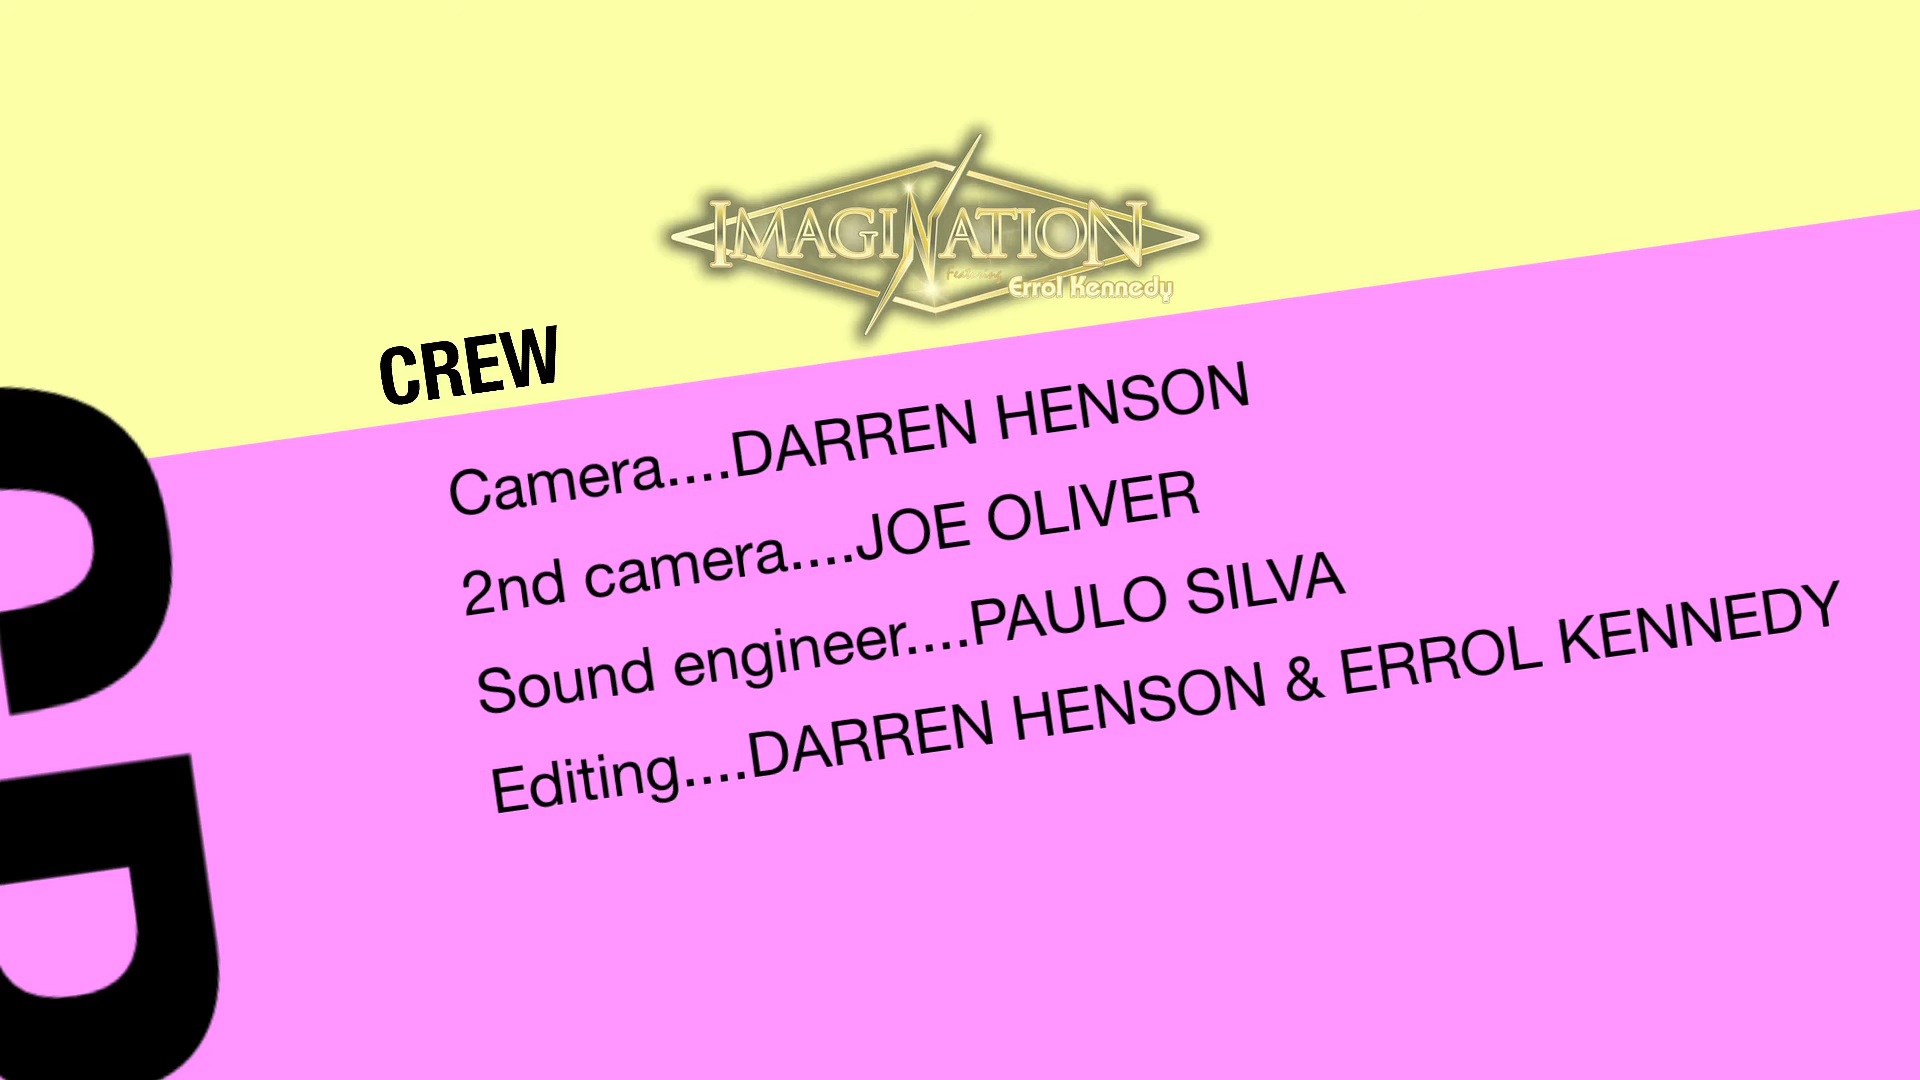 IMAGINATION
Featuring
Errol Kennedy
CREW
Camera....DARREN HENSON
2nd camera....JOE OLIVER
Sound engineer....PAULO SILVA
Editing....DARREN HENSON & ERROL KENNEDY